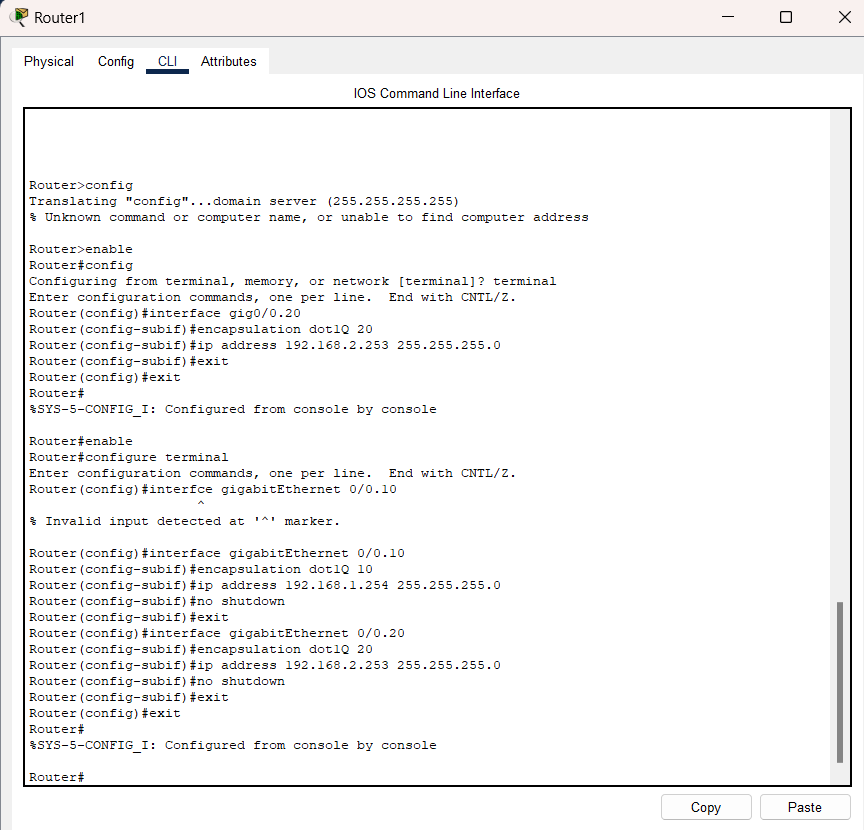 Router1
Physical Config CLI Attributes
IOS Command Line Interface
Router>config
Translating "config"...domain server (255.255.255.255)
% Unknown command or computer name, or unable to find computer address
Router>enable
Router#config
Configuring from terminal, memory, or network [terminal]? terminal
Enter configuration commands, one per line.  End with CNTL/Z.
Router(config)#interface gig0/0.20
Router(config-subif)#encapsulation dot1Q 20
Router(config-subif)#ip address 192.168.2.253 255.255.255.0
Router(config-subif)#exit
Router(config)#exit
Router#
%SYS-5-CONFIG_I: Configured from console by console
Router#enable
Router#configure terminal
Enter configuration commands, one per line.  End with CNTL/Z.
Router(config)#interfce gigabitEthernet 0/0.10
^
% Invalid input detected at '^' marker.
Router(config)#interface gigabitEthernet 0/0.10
Router(config-subif)#encapsulation dot1Q 10
Router(config-subif)#ip address 192.168.1.254 255.255.255.0
Router(config-subif)#no shutdown
Router(config-subif)#exit
Router(config)#interface gigabitEthernet 0/0.20
Router(config-subif)#encapsulation dot1Q 20
Router(config-subif)#ip address 192.168.2.253 255.255.255.0
Router(config-subif)#no shutdown
Router(config-subif)#exit
Router(config)#exit
Router#
%SYS-5-CONFIG_I: Configured from console by console
Router#
Copy Paste